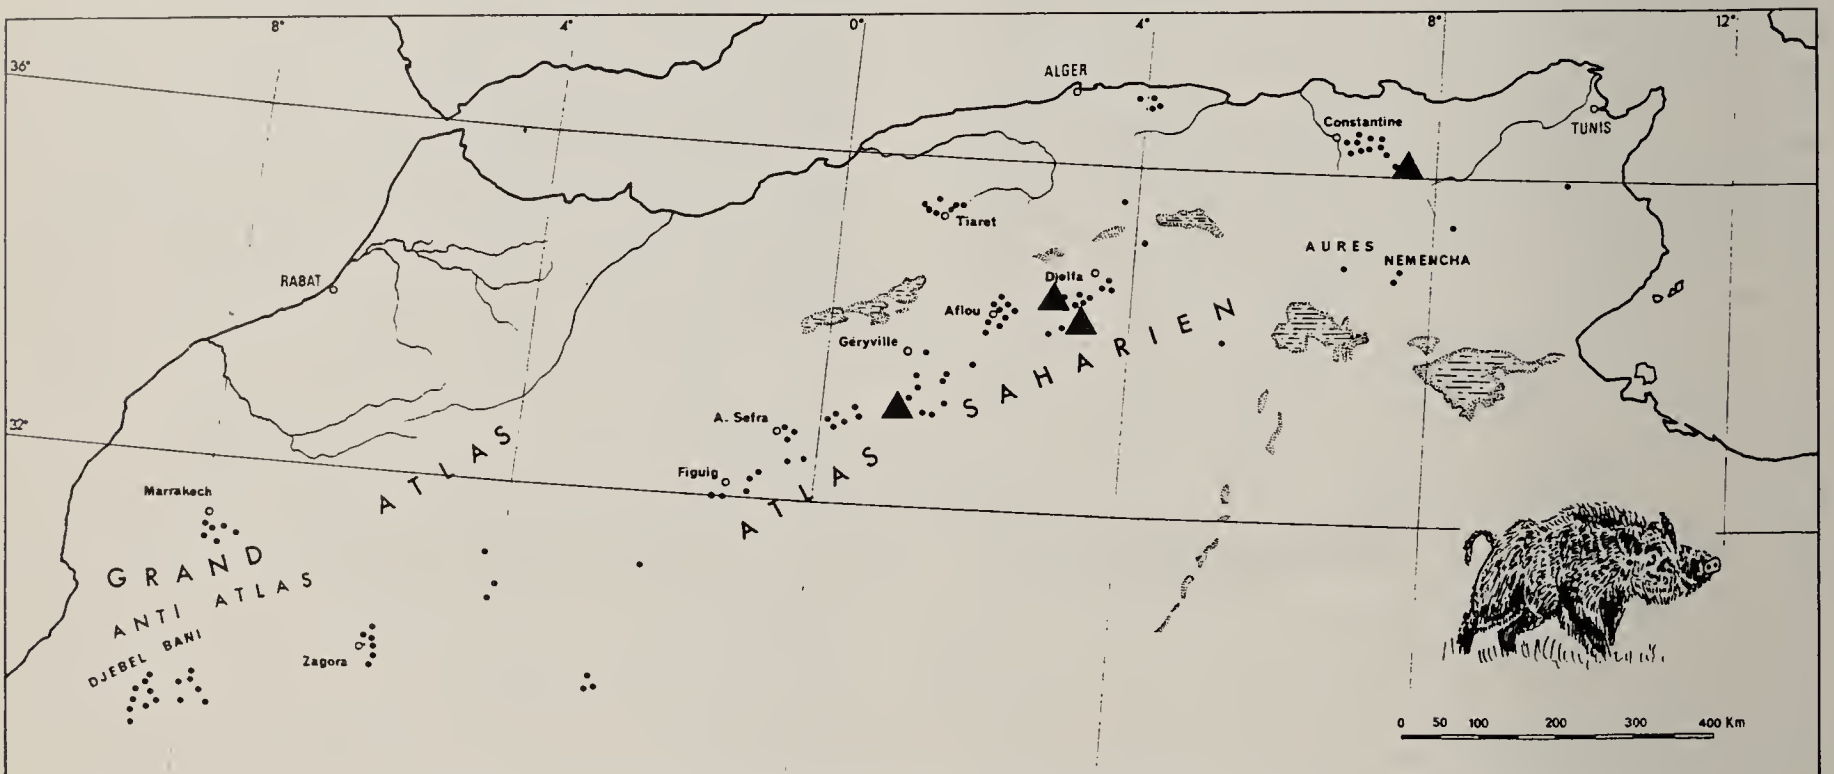 8° 4° 0° 4° 8° 12°
36°
ALGER
Constantine
TUNIS
Tiaret
AURES
NEMENCHA
RABAT
Djelfa
Aflou
Géryville
A. Sefra
32°
Figuig
ATLAS SAHARIEN
Marrakech
GRAND ATLAS
ANTI ATLAS
DJEBEL BANI
Zagora
0 50 100 200 300 400 Km